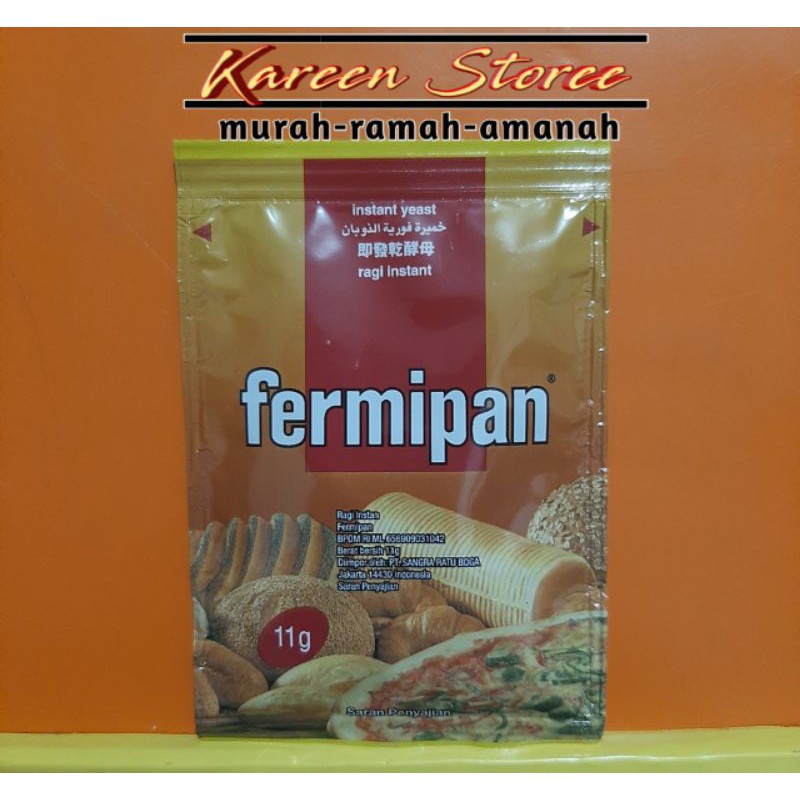 Kareen Storee
murah-ramah-amanah
instant yeast
خميرة فورية الذوبان
即發乾酵母
ragi instant
fermipan®
Ragi Instan
Fermipan
BPOM RI ML 656909031042
Berat bersih 11g
Diimpor oleh: PT. SANGRA RATU BOGA
Jakarta 14430 Indonesia
Saran Penyajian
11g
Saran Penyajian